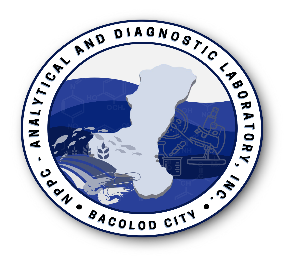 NPPC - ANALYTICAL AND DIAGNOSTIC LABORATORY, INC.
• BACOLOD CITY •